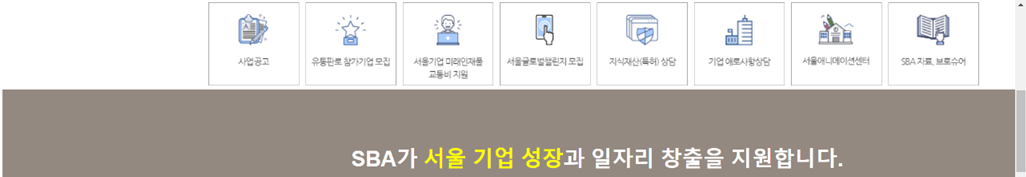 사업공고
유통판로 참가기업 모집
서울기업 미래인재풀
교통비 지원
서울글로벌챌린지 모집
지식재산(특허) 상담
기업 애로사항상담
서울애니메이션센터
SBA 자료, 브로슈어
SBA가 서울 기업 성장과 일자리 창출을 지원합니다.